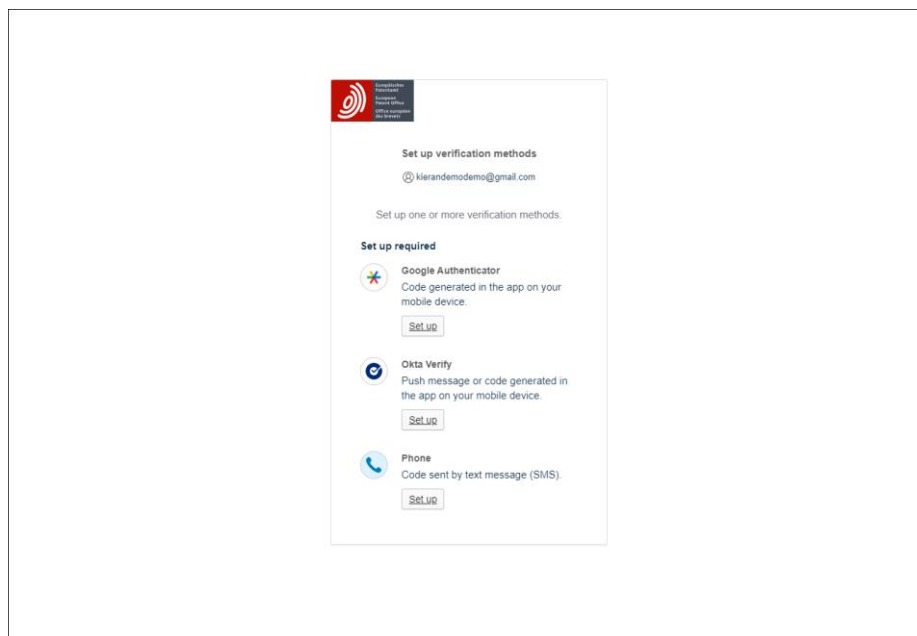 Europäisches
Patentamt
European
Patent Office
Office européen
des brevets
Set up verification methods
kierandemodemo@gmail.com
Set up one or more verification methods.
Set up required
Google Authenticator
Code generated in the app on your
mobile device.
Set up
Okta Verify
Push message or code generated in
the app on your mobile device.
Set up
Phone
Code sent by text message (SMS).
Set up